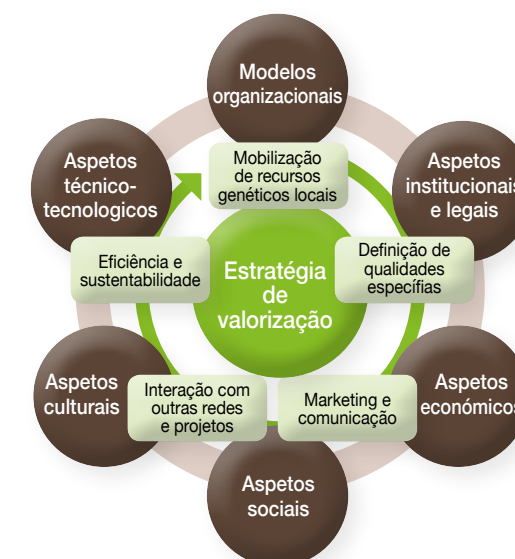 Modelos
organizacionais
Mobilização
de recursos
genéticos locais
Aspetos
técnico-
tecnologicos
Aspetos
institucionais
e legais
Eficiência e
sustentabilidade
Estratégia
de
valorização
Definição de
qualidades
específias
Aspetos
culturais
Interação com
outras redes
e projetos
Marketing e
comunicação
Aspetos
económicos
Aspetos
sociais